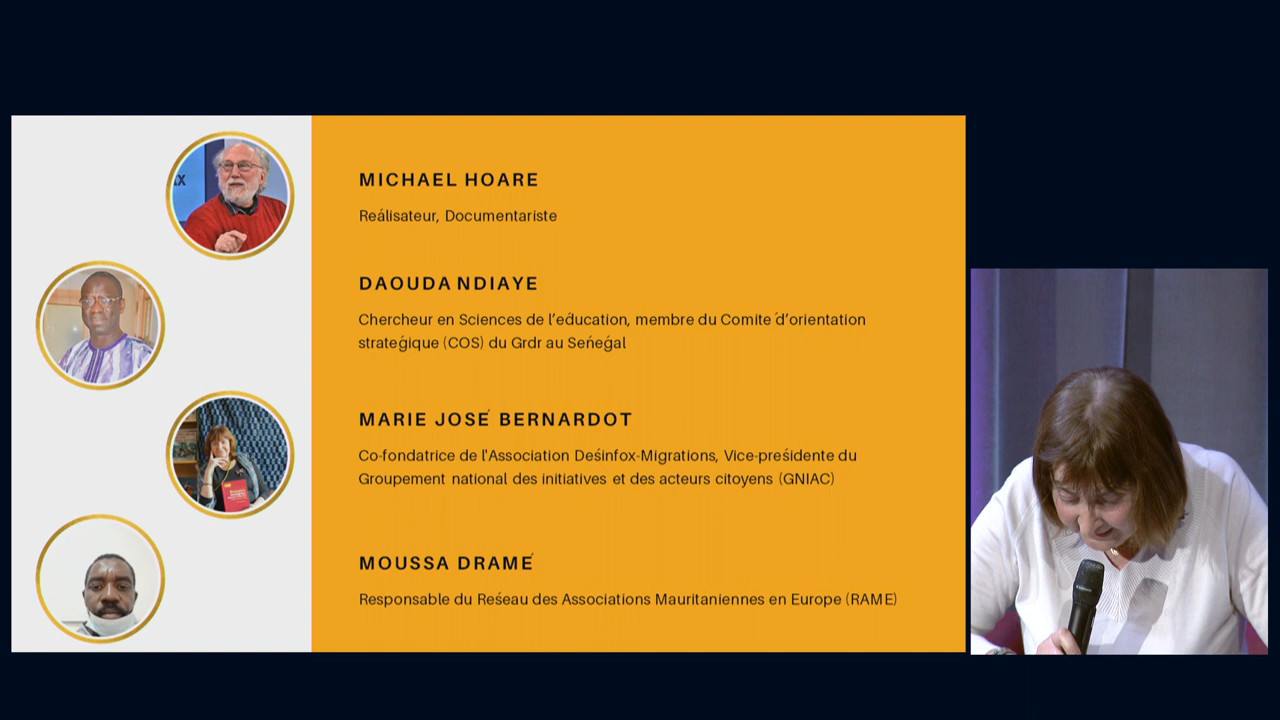 MICHAEL HOARE
Reálisateur, Documentariste
DAOUDA NDIAYE
Chercheur en Sciences de l’éducation, membre du Comité d’orientation
stratégique (COS) du Grdr au Sénégal
MARIE JOSÉ BERNARDOT
Co-fondatrice de l'Association Désinfox-Migrations, Vice-présidente du
Groupement national des initiatives et des acteurs citoyens (GNIAC)
MOUSSA DRAMÉ
Responsable du Réseau des Associations Mauritaniennes en Europe (RAME)